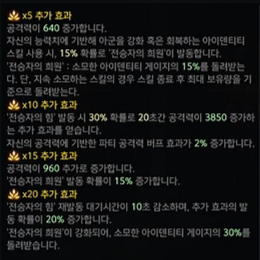 x5 추가 효과
공격력이 640 증가합니다.
자신의 능력치에 기반해 아군을 강화 혹은 회복하는 아이덴티티
스킬 사용 시, 15% 확률로 '전승자의 희원'이 발동합니다.
'전승자의 희원' : 소모한 아이덴티티 게이지의 15%를 돌려받는
다. 단, 지속 소모하는 스킬의 경우 스킬 종료 후 최대 보유량을 기
준으로 돌려받는다.
x10 추가 효과
'전승자의 힘' 발동 시 30% 확률로 20초간 공격력이 3850 증가하
는 추가 효과를 얻습니다.
자신의 공격력에 기반한 파티 공격력 버프 효과가 2% 증가합니다.
x15 추가 효과
공격력이 960 추가로 증가합니다.
'전승자의 희원' 발동 확률이 15% 증가합니다.
x20 추가 효과
'전승자의 힘' 재발동 대기시간이 10초 감소하며, 추가 효과의 발
동 확률이 20% 증가합니다.
'전승자의 희원'이 강화되어, 소모한 아이덴티티 게이지의 30%를
돌려받습니다.